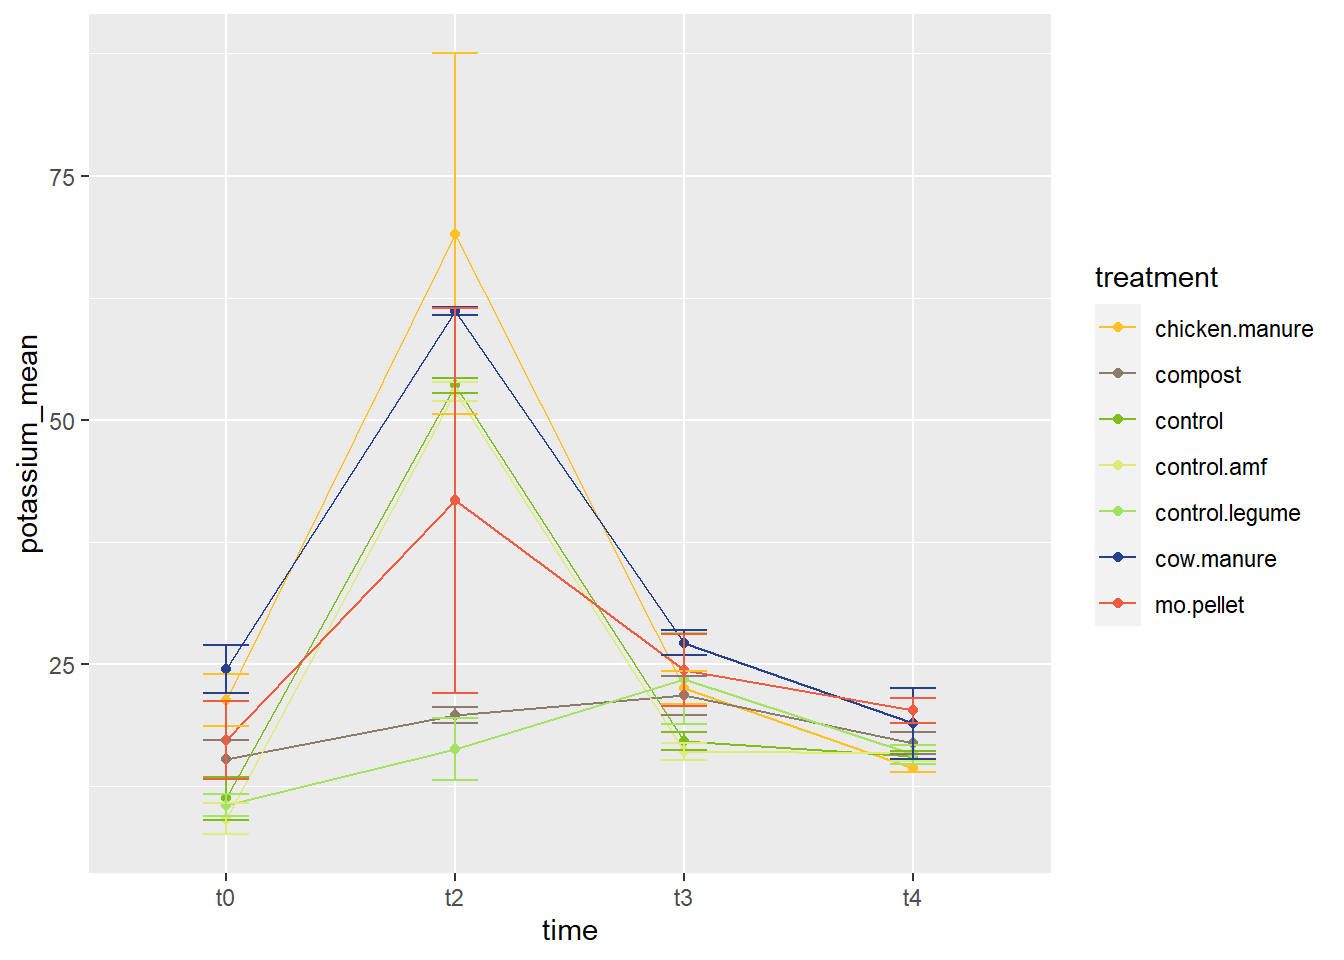 potassium_mean
75
50
25
t0
t2
t3
t4
time
treatment
chicken.manure
compost
control
control.amf
control.legume
cow.manure
mo.pellet